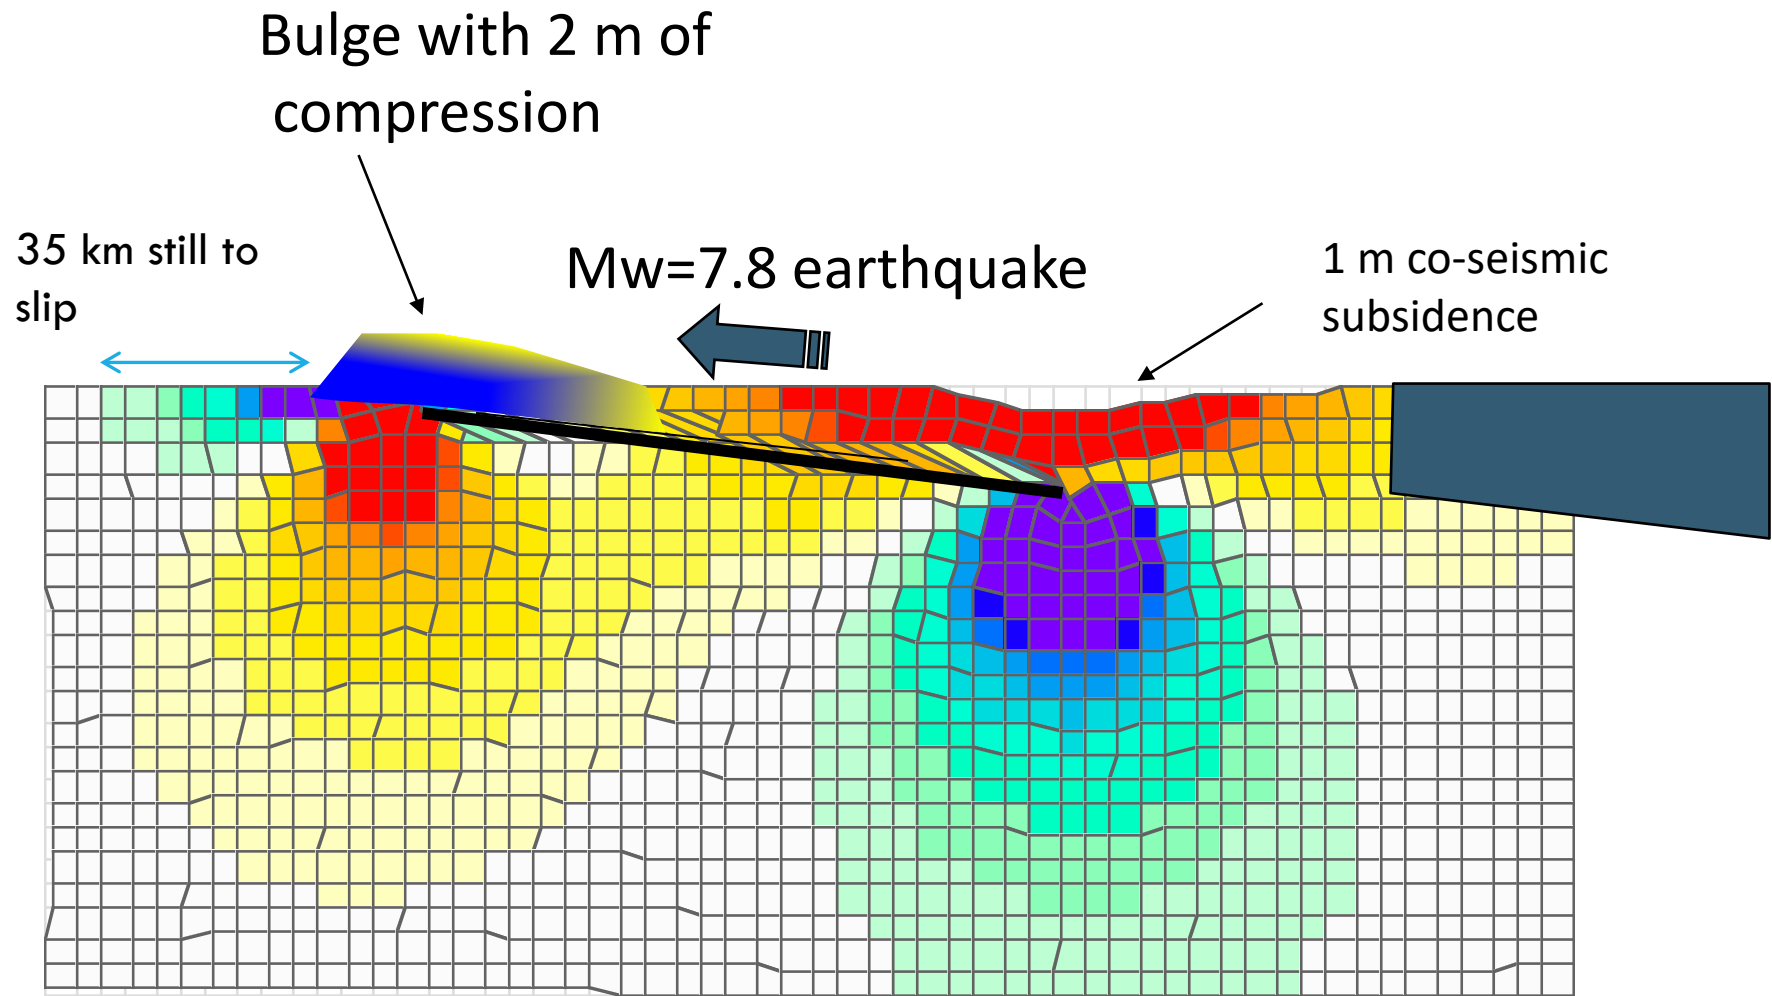 Bulge with 2 m of
compression
35 km still to
slip
Mw=7.8 earthquake
1 m co-seismic
subsidence